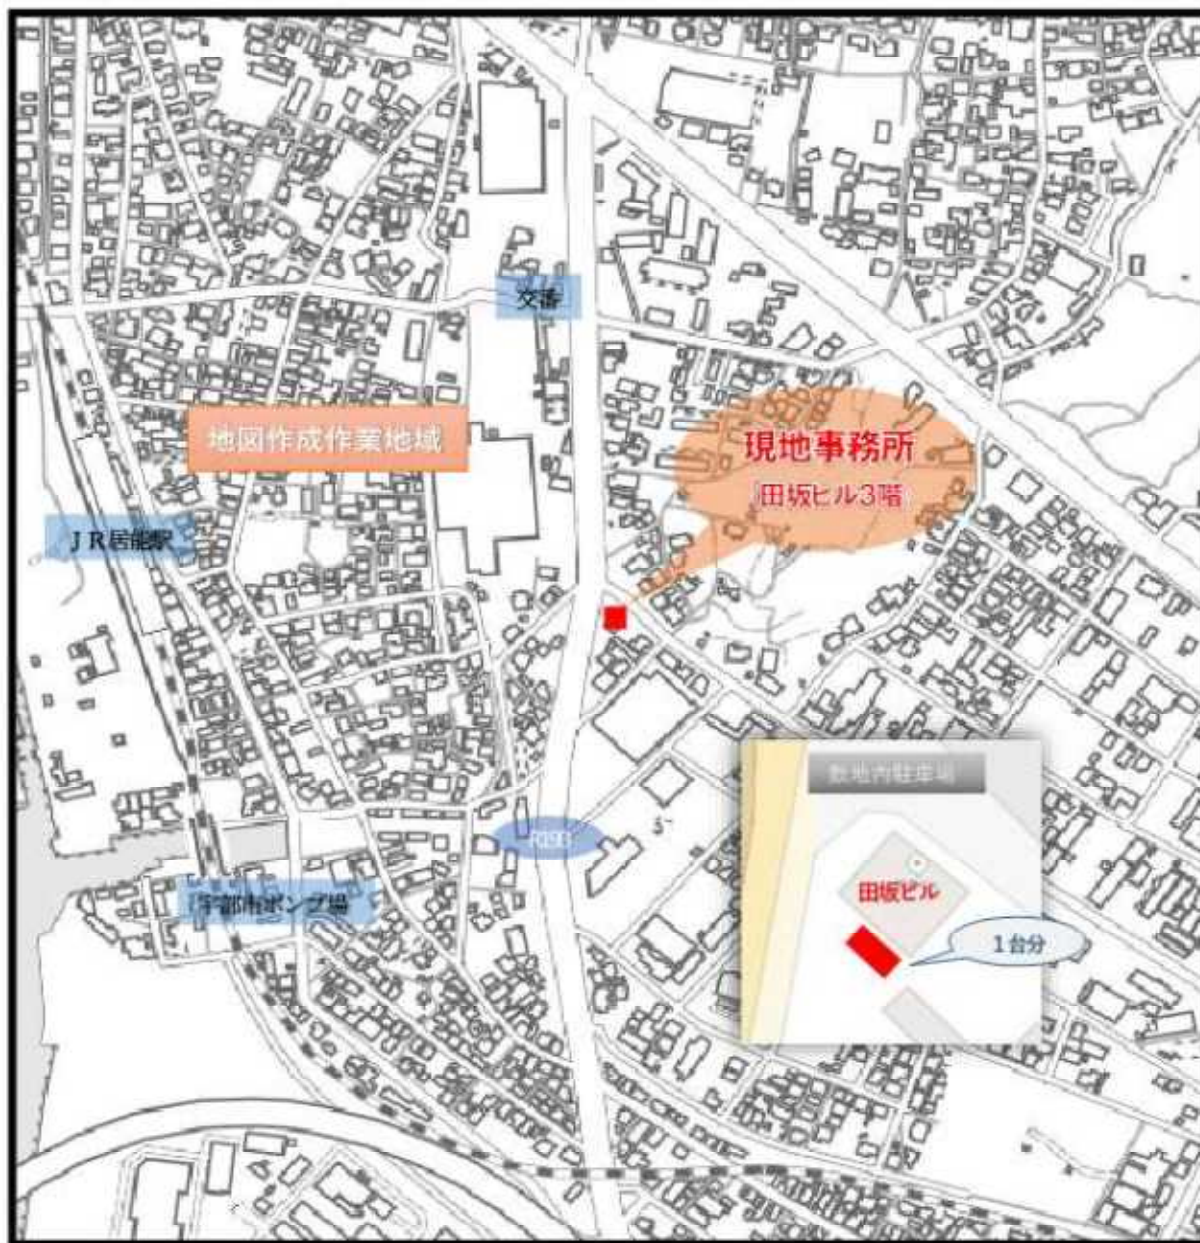 交番
地図作成作業地域
現地事務所
田坂ビル3階
JR居能駅
R190
敷地内駐車場
田坂ビル
1台分
宇部市ポンプ場